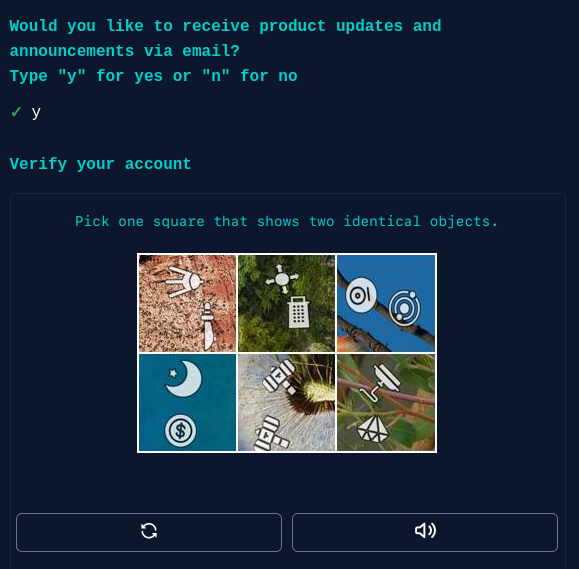 Would you like to receive product updates and
announcements via email?
Type "y" for yes or "n" for no
✓ y
Verify your account
Pick one square that shows two identical objects.
$